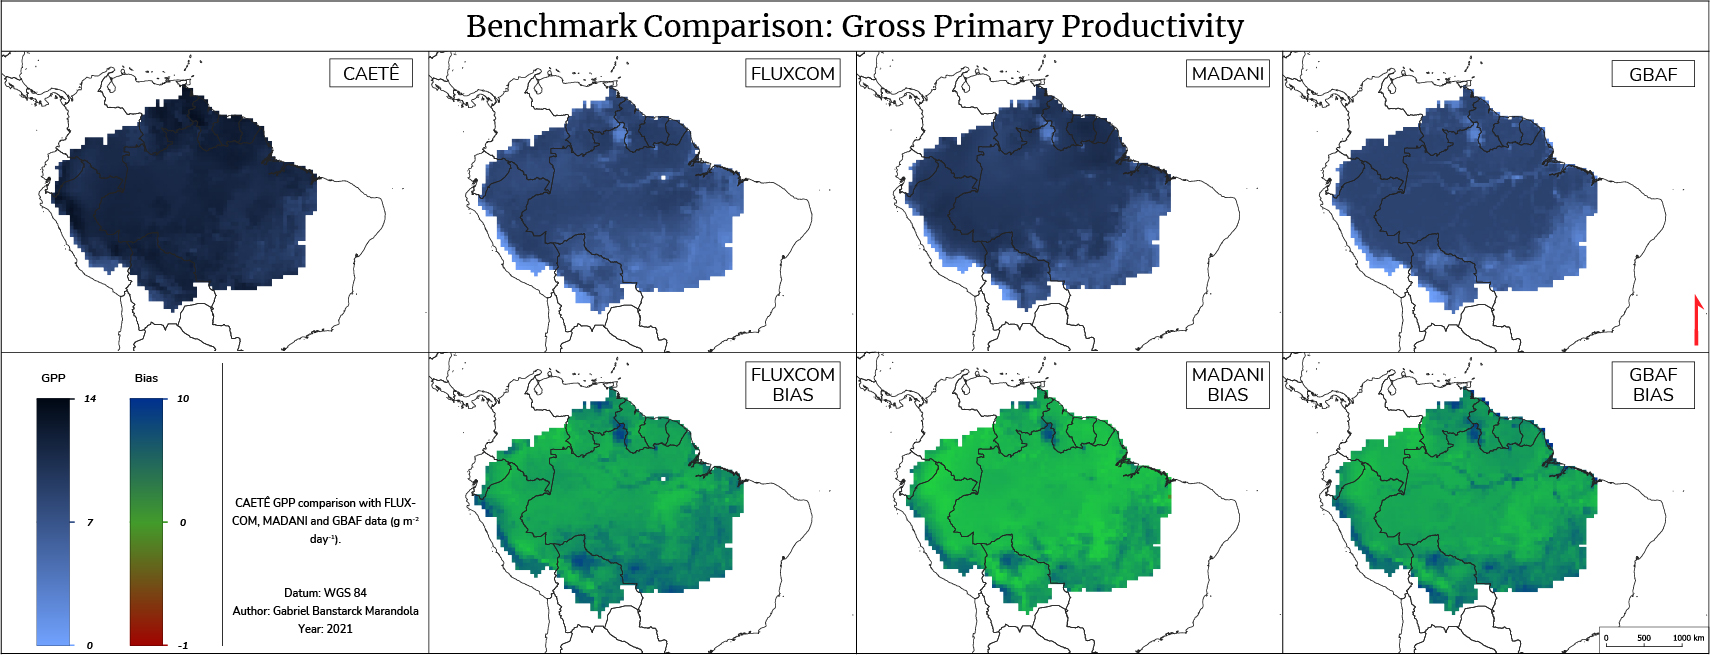 Benchmark Comparison: Gross Primary Productivity
CAETÊ
FLUXCOM
MADANI
GBAF
GPP
Bias
14
7
0
10
0
-1
CAETÊ GPP comparison with FLUX-
COM, MADANI and GBAF data (g m⁻²
day⁻¹).
Datum: WGS 84
Author: Gabriel Banstarck Marandola
Year: 2021
FLUXCOM
BIAS
MADANI
BIAS
GBAF
BIAS
0 500 1000 km